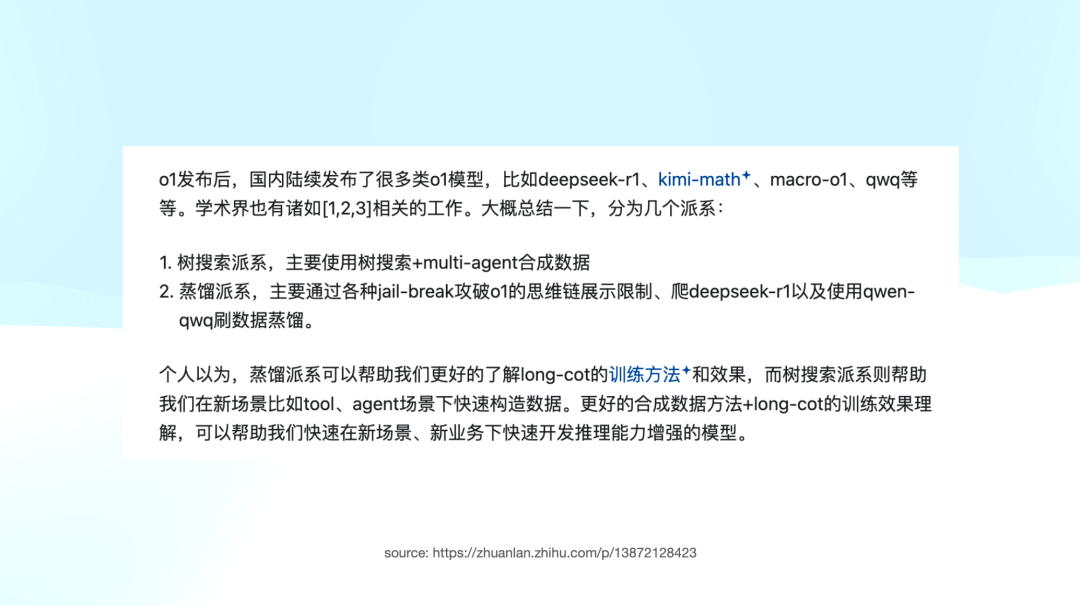 o1发布后，国内陆续发布了很多类o1模型，比如deepseek-r1、kimi-math、macro-o1、qwq等
等。学术界也有诸如[1,2,3]相关的工作。大概总结一下，分为几个派系：
1. 树搜索派系，主要使用树搜索+multi-agent合成数据
2. 蒸馏派系，主要通过各种jail-break攻破o1的思维链展示限制、爬deepseek-r1以及使用qwen-
qwq刷数据蒸馏。
个人以为，蒸馏派系可以帮助我们更好的了解long-cot的训练方法和效果，而树搜索派系则帮助
我们在新场景比如tool、agent场景下快速构造数据。更好的合成数据方法+long-cot的训练效果理
解，可以帮助我们快速在新场景、新业务下快速开发推理能力增强的模型。
source: https://zhuanlan.zhihu.com/p/13872128423